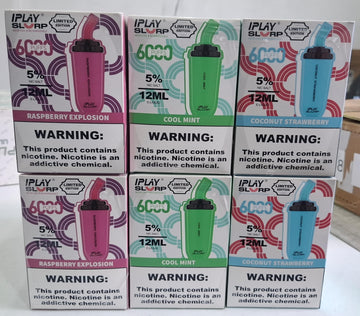 IPLAY
SLURP
LIMITED
EDITION
6000
5%
12ML
RASPBERRY EXPLOSION
WARNING:
This product contains
nicotine. Nicotine is an
addictive chemical.
IPLAY
SLURP
LIMITED
EDITION
6000
5%
12ML
COOL MINT
WARNING:
This product contains
nicotine. Nicotine is an
addictive chemical.
IPLAY
SLURP
LIMITED
EDITION
6000
5%
12ML
COCONUT STRAWBERRY
WARNING:
This product contains
nicotine. Nicotine is an
addictive chemical.
IPLAY
SLURP
LIMITED
EDITION
6000
5%
12ML
RASPBERRY EXPLOSION
WARNING:
This product contains
nicotine. Nicotine is an
addictive chemical.
IPLAY
SLURP
LIMITED
EDITION
6000
5%
12ML
COOL MINT
WARNING:
This product contains
nicotine. Nicotine is an
addictive chemical.
IPLAY
SLURP
LIMITED
EDITION
6000
5%
12ML
COCONUT STRAWBERRY
WARNING:
This product contains
nicotine. Nicotine is an
addictive chemical.